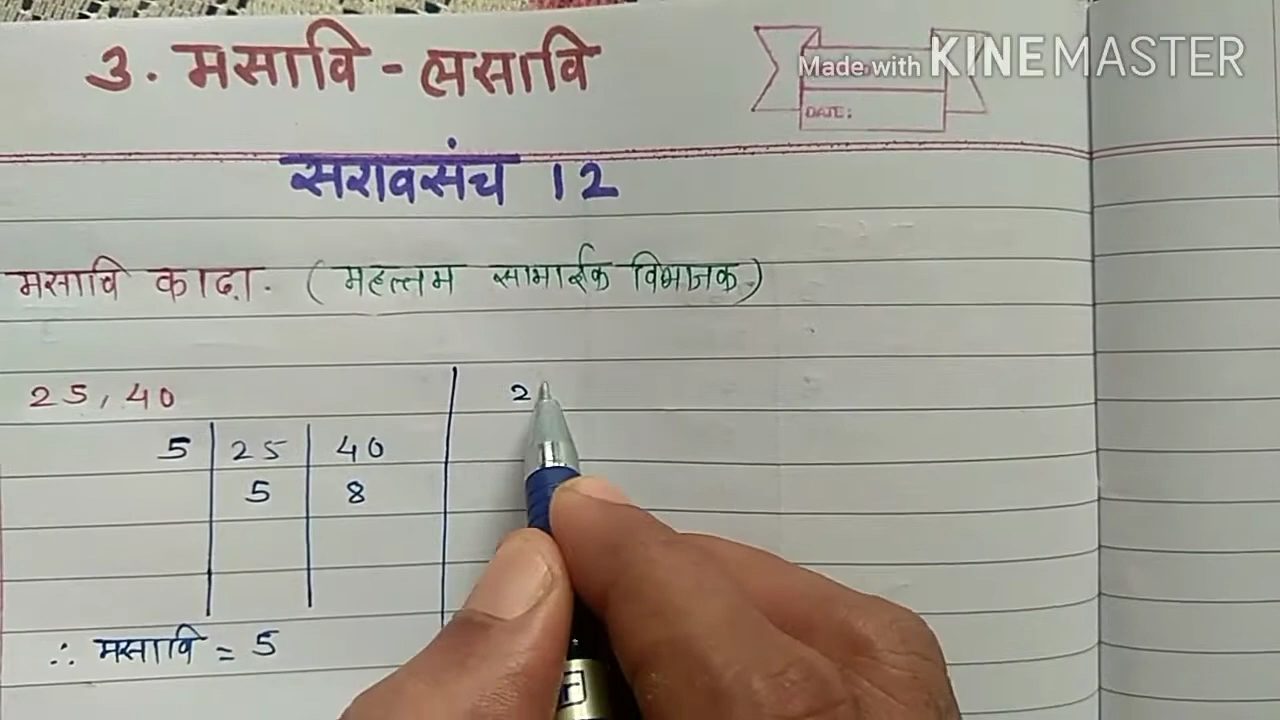 3. मसावि - लसावि
Made with KINEMASTER
DATE:
सरावसंच 12
मसावि काढा. (महत्तम सामाईक विभाजक)
25, 40
2
5 25 40
5 8
∴ मसावि = 5